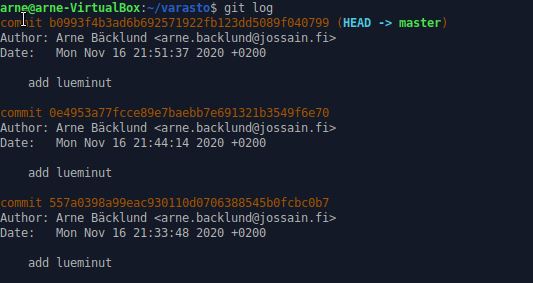 arne@arne-VirtualBox:~/varasto$ git log
commit b0993f4b3ad6b692571922fb123dd5089f040799 (HEAD -> master)
Author: Arne Bäcklund <arne.backlund@jossain.fi>
Date:   Mon Nov 16 21:51:37 2020 +0200
    add lueminut
commit 0e4953a77fcce89e7baebb7e691321b3549f6e70
Author: Arne Bäcklund <arne.backlund@jossain.fi>
Date:   Mon Nov 16 21:44:14 2020 +0200
    add lueminut
commit 557a0398a99eac930110d0706388545b0fcbc0b7
Author: Arne Bäcklund <arne.backlund@jossain.fi>
Date:   Mon Nov 16 21:33:48 2020 +0200
    add lueminut